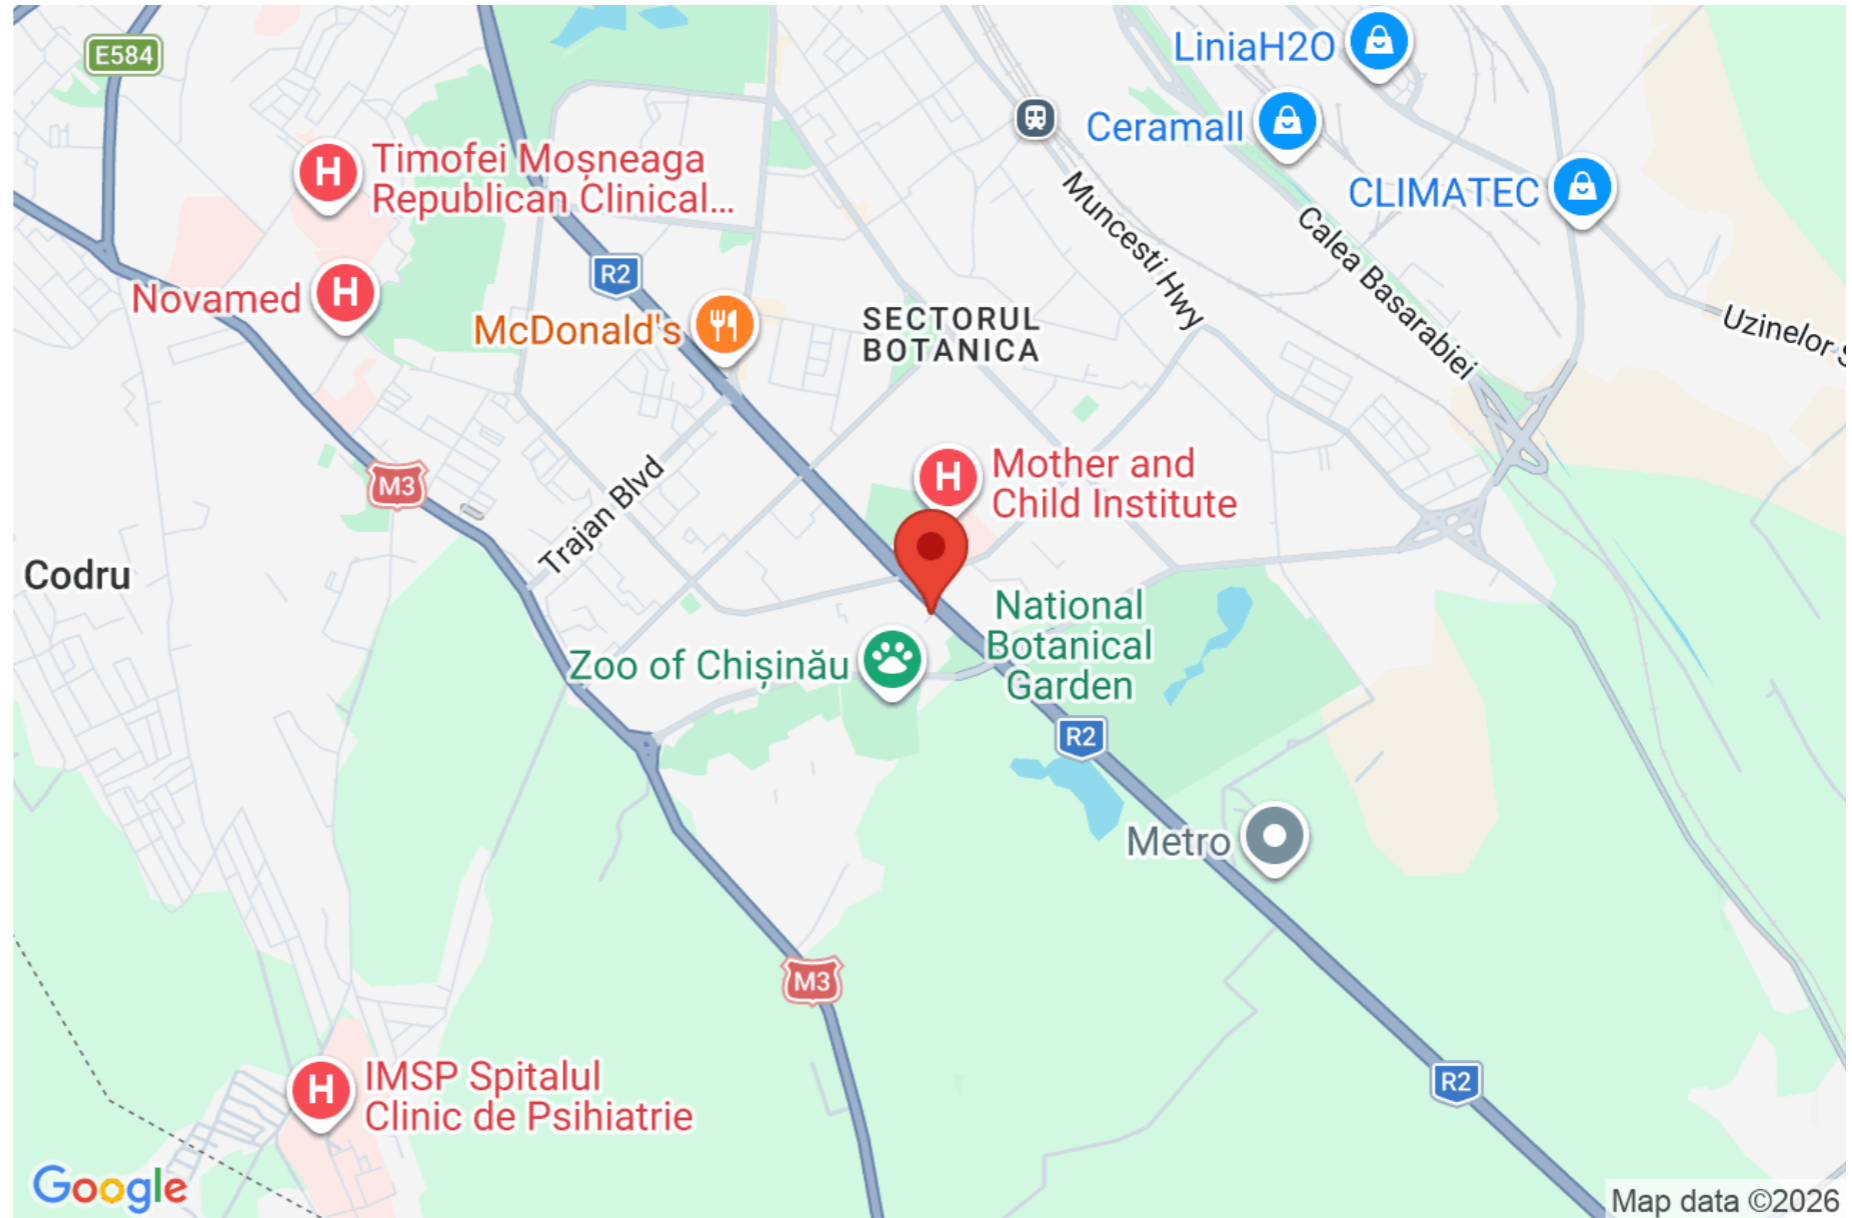 E584
LiniaH2O
Ceramall
CLIMATEC
Timofei Moșneaga
Republican Clinical...
Muncesti Hwy
Calea Basarabiei
R2
Novamed
McDonald's
SECTORUL
BOTANICA
Uzinelor S
M3
Trajan Blvd
Mother and
Child Institute
Codru
National
Botanical
Garden
Zoo of Chișinău
R2
Metro
M3
R2
IMSP Spitalul
Clinic de Psihiatrie
Google
Map data ©2026
H
H
H
H